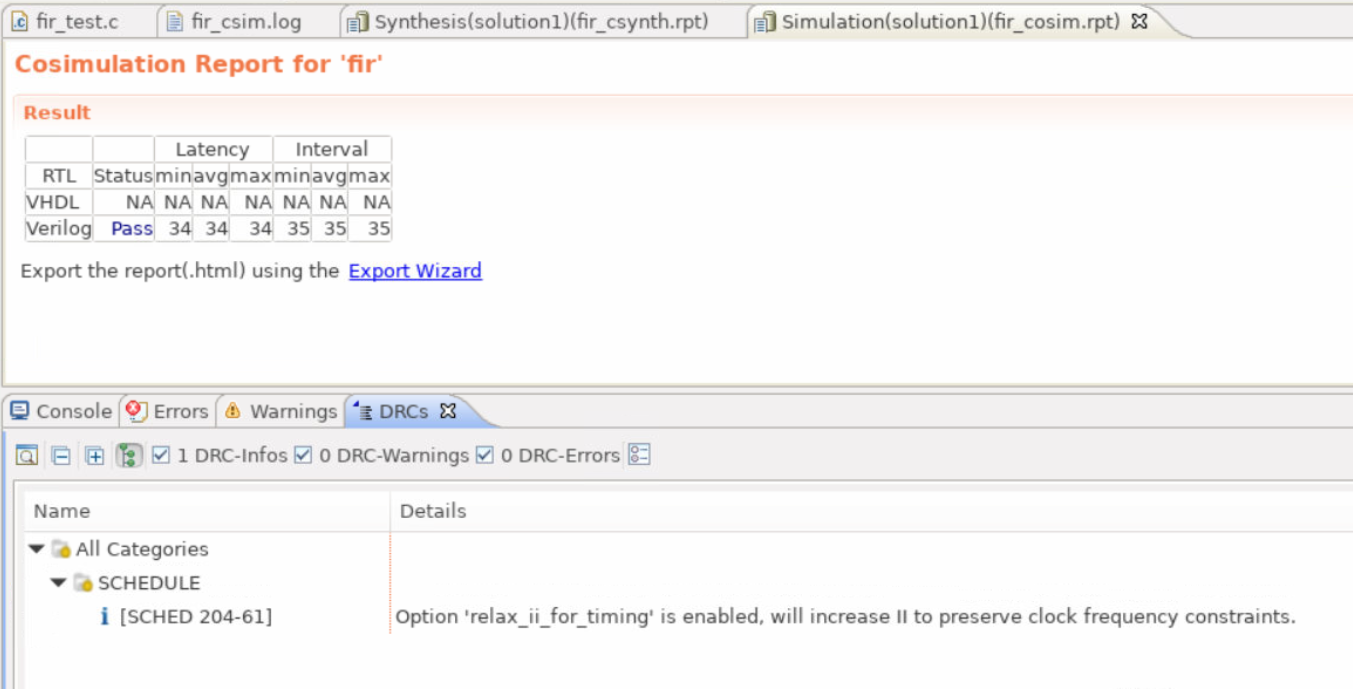 fir_test.c fir_csim.log Synthesis(solution1)(fir_csynth.rpt) Simulation(solution1)(fir_cosim.rpt)
Cosimulation Report for 'fir'
Result
Latency Interval
RTL Status min avg max min avg max
VHDL NA NA NA NA NA NA NA
Verilog Pass 34 34 34 35 35 35
Export the report(.html) using the Export Wizard
Console Errors Warnings DRCs
1 DRC-Infos 0 DRC-Warnings 0 DRC-Errors
Name Details
All Categories
SCHEDULE
[SCHED 204-61] Option 'relax_ii_for_timing' is enabled, will increase II to preserve clock frequency constraints.